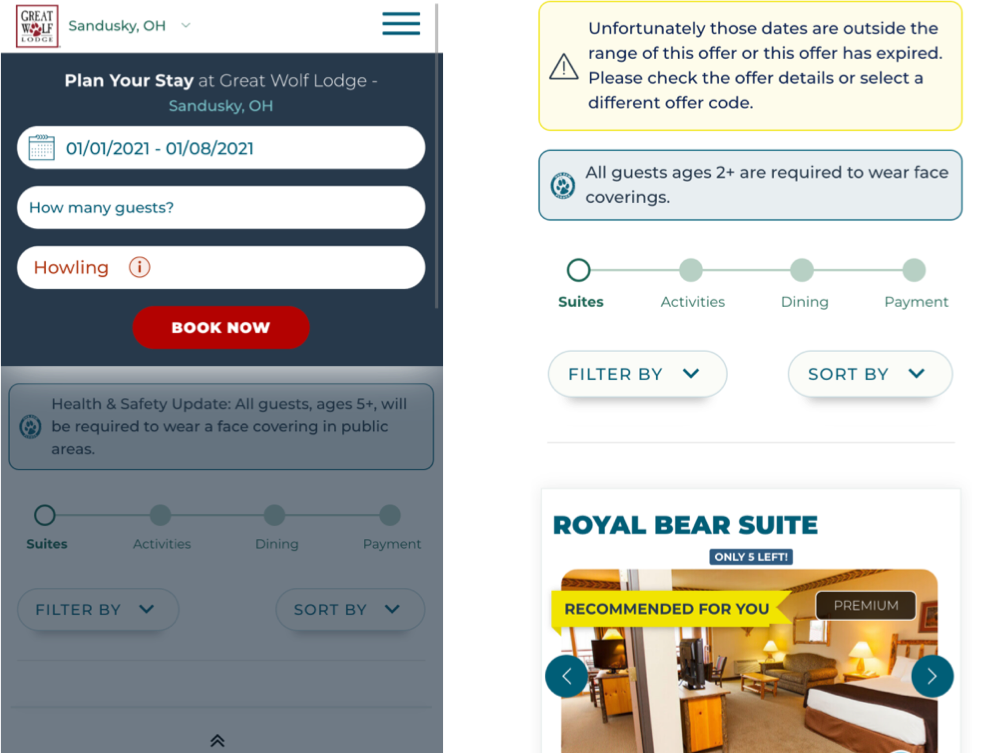 GREAT
WOLF
LODGE
Sandusky, OH
Plan Your Stay at Great Wolf Lodge -
Sandusky, OH
01/01/2021 - 01/08/2021
How many guests?
Howling
BOOK NOW
Health & Safety Update: All guests, ages 5+, will
be required to wear a face covering in public
areas.
Suites Activities Dining Payment
FILTER BY SORT BY
Unfortunately those dates are outside the
range of this offer or this offer has expired.
Please check the offer details or select a
different offer code.
All guests ages 2+ are required to wear face
coverings.
Suites Activities Dining Payment
FILTER BY SORT BY
ROYAL BEAR SUITE
ONLY 5 LEFT!
RECOMMENDED FOR YOU
PREMIUM